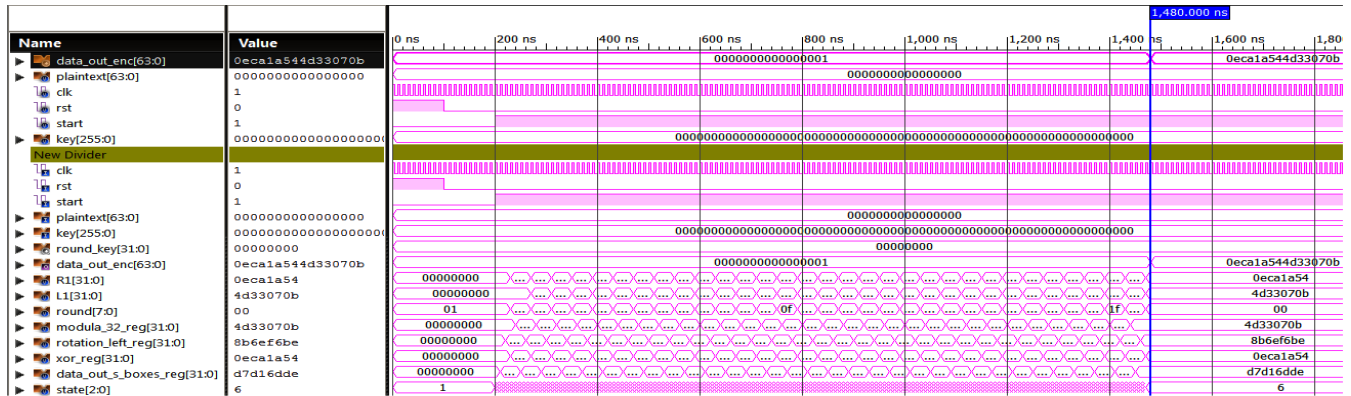 1,480.000 ns
Name Value 0 ns 200 ns 400 ns 600 ns 800 ns 1,000 ns 1,200 ns 1,400 ns 1,600 ns 1,80
data_out_enc[63:0] 0eca1a544d33070b 0000000000000001 0eca1a544d33070b
plaintext[63:0] 0000000000000000 0000000000000000
clk 1
rst 0
start 1
key[255:0] 0000000000000000000
New Divider
clk 1
rst 0
start 1
plaintext[63:0] 0000000000000000 0000000000000000
key[255:0] 0000000000000000000
round_key[31:0] 00000000 00000000
data_out_enc[63:0] 0eca1a544d33070b 0000000000000001 0eca1a544d33070b
R1[31:0] 0eca1a54 00000000 ... ... ... ... ... ... ... ... ... ... ... ... ... ... ... ... ... ... ... ... ... ... ... ... ... ... ... ... ... ... ... 0eca1a54
L1[31:0] 4d33070b 00000000 ... ... ... ... ... ... ... ... ... ... ... ... ... ... ... ... ... ... ... ... ... ... ... ... ... ... ... ... ... ... 4d33070b
round[7:0] 00 01 ... ... ... ... ... ... ... ... ... ... ... ... ... 0f ... ... ... ... ... ... ... ... ... ... ... ... ... ... ... 1f ... 00
modula_32_reg[31:0] 4d33070b 00000000 ... ... ... ... ... ... ... ... ... ... ... ... ... ... ... ... ... ... ... ... ... ... ... ... ... ... ... ... ... ... ... 4d33070b
rotation_left_reg[31:0] 8b6ef6be 00000000 ... ... ... ... ... ... ... ... ... ... ... ... ... ... ... ... ... ... ... ... ... ... ... ... ... ... ... ... ... ... ... 8b6ef6be
xor_reg[31:0] 0eca1a54 00000000 ... ... ... ... ... ... ... ... ... ... ... ... ... ... ... ... ... ... ... ... ... ... ... ... ... ... ... ... ... ... ... 0eca1a54
data_out_s_boxes_reg[31:0] d7d16dde 00000000 ... ... ... ... ... ... ... ... ... ... ... ... ... ... ... ... ... ... ... ... ... ... ... ... ... ... ... ... ... ... ... d7d16dde
state[2:0] 6 1 6